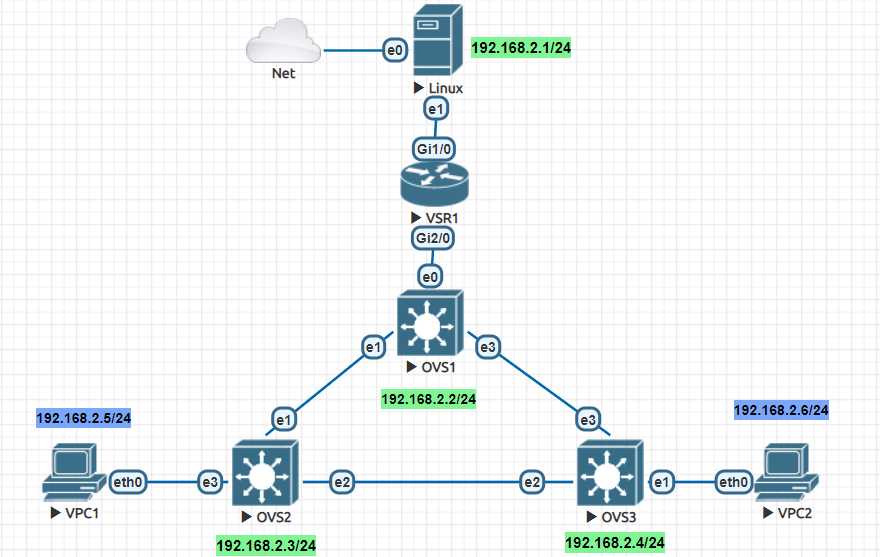 Net
e0
192.168.2.1/24
Linux
e1
Gi1/0
VSR1
Gi2/0
e0
e1
e3
OVS1
192.168.2.2/24
192.168.2.5/24
e1
e3
192.168.2.6/24
VPC1
eth0
e3
OVS2
e2
e2
OVS3
e1
eth0
VPC2
192.168.2.3/24
192.168.2.4/24